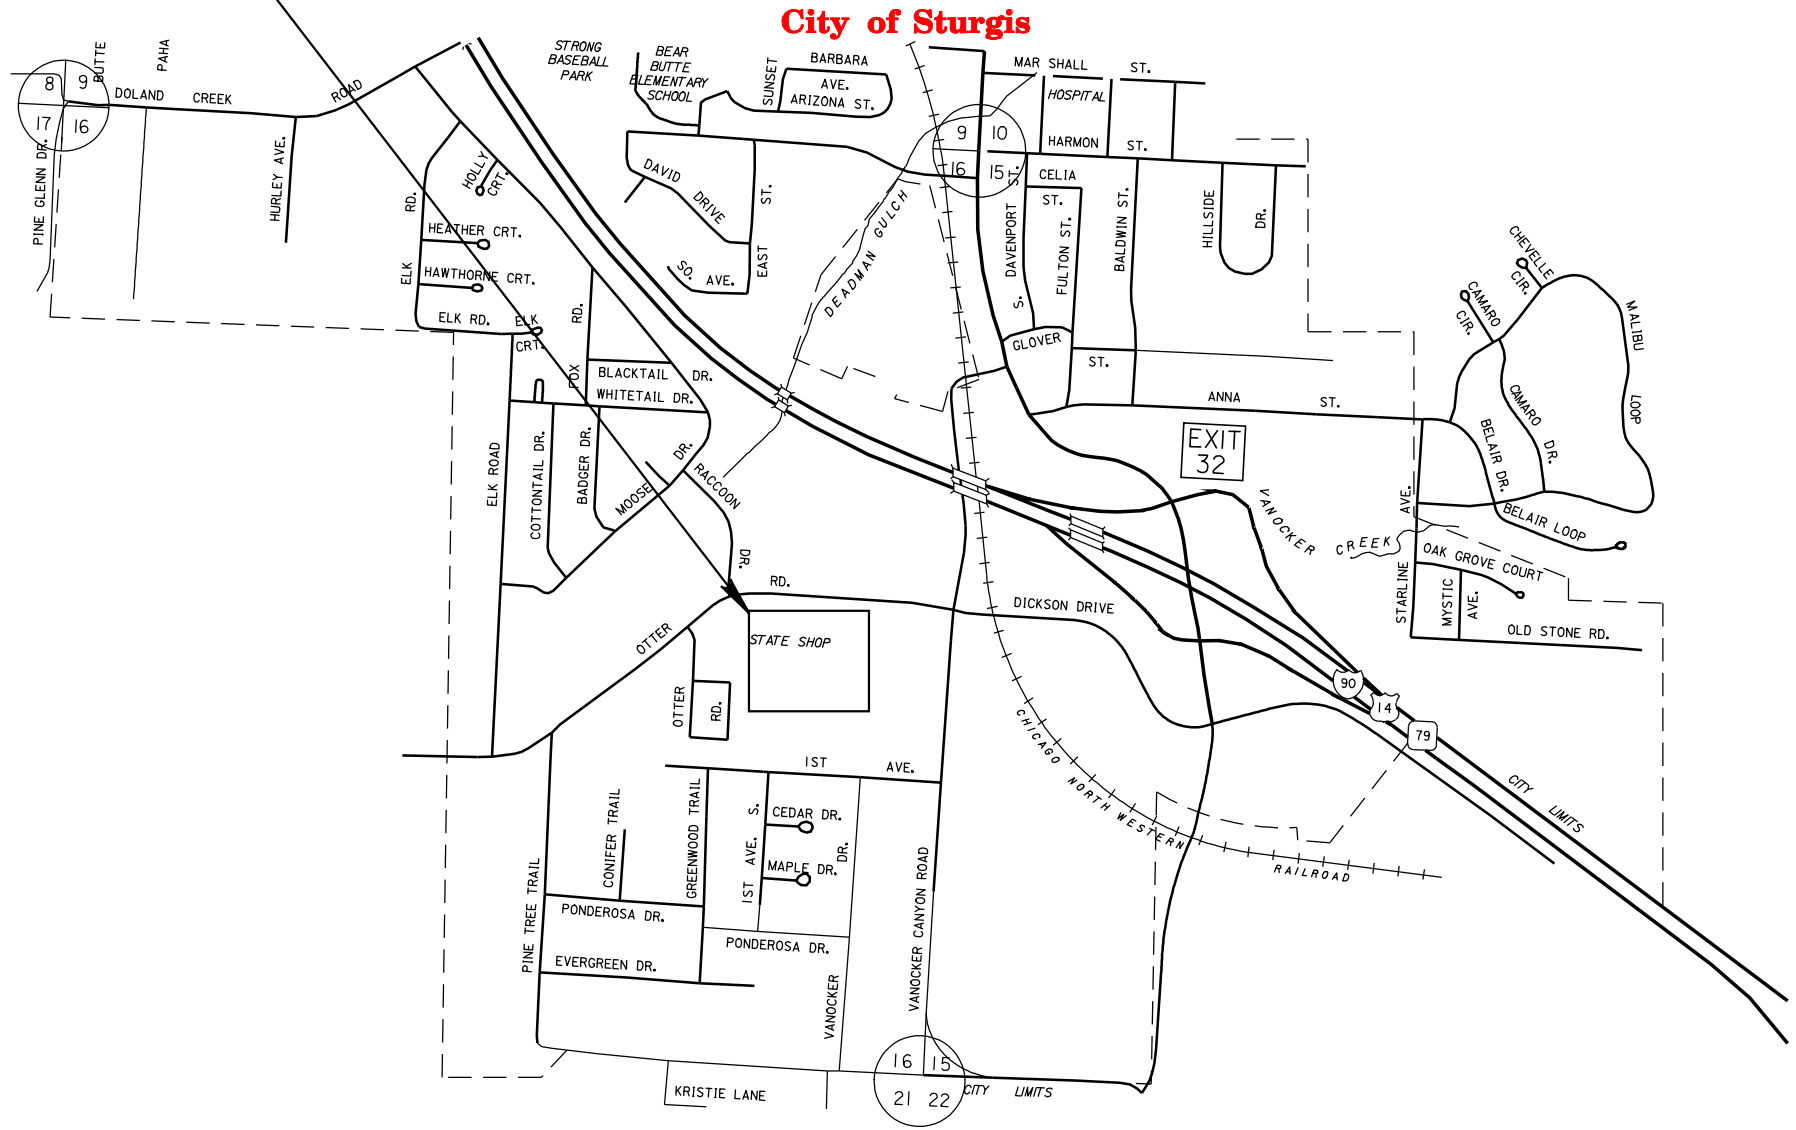 City of Sturgis
BUTTE
PAHA
8 9
17 16
DOLAND CREEK ROAD
PINE GLENN DR.
HURLEY AVE.
STRONG
BASEBALL
PARK
BEAR
BUTTE
ELEMENTARY
SCHOOL
SUNSET
BARBARA
AVE.
ARIZONA ST.
MAR SHALL ST.
HOSPITAL
HARMON ST.
9 10
16 15
CELIA
ST.
S. DAVENPORT ST.
FULTON ST.
BALDWIN ST.
HILLSIDE
DR.
GLOVER
ST.
ANNA ST.
DAVID
DRIVE
EAST
ST.
SO. AVE.
DEADMAN GULCH
HOLLY
CRT.
ELK
RD.
HEATHER CRT.
HAWTHORNE CRT.
ELK RD.
ELK
CRT.
FOX
RD.
BLACKTAIL DR.
WHITETAIL DR.
ELK ROAD
COTTONTAIL DR.
BADGER DR.
MOOSE
DR.
RACCOON
DR.
OTTER
RD.
STATE SHOP
OTTER
RD.
DICKSON DRIVE
EXIT
32
VANOCKER
CREEK
CHEVELLE
CIR.
CAMARO
CIR.
MALIBU
LOOP
CAMARO
DR.
BELAIR DR.
BELAIR LOOP
STARLINE
AVE.
OAK GROVE COURT
MYSTIC
AVE.
OLD STONE RD.
90
14
79
CITY LIMITS
CHICAGO NORTH WESTERN
RAILROAD
1ST AVE.
CONIFER TRAIL
GREENWOOD TRAIL
1ST AVE. S.
CEDAR DR.
MAPLE DR.
PINE TREE TRAIL
PONDEROSA DR.
PONDEROSA DR.
EVERGREEN DR.
VANOCKER
DR.
VANOCKER CANYON ROAD
KRISTIE LANE
16 15
21 22
CITY LIMITS